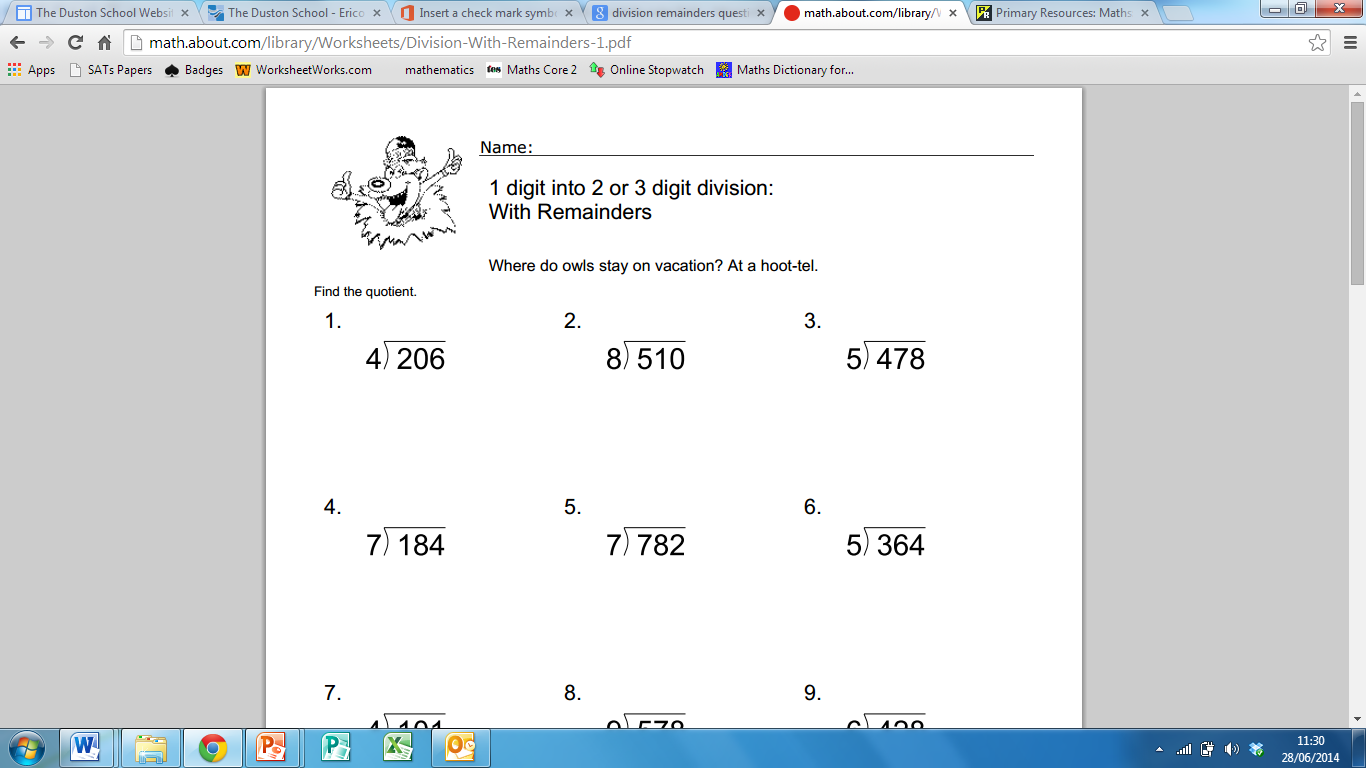 The Duston School Websi
The Duston School - Erico
Insert a check mark symbo
division remainders questi
math.about.com/library/W
Primary Resources: Maths
math.about.com/library/Worksheets/Division-With-Remainders-1.pdf
Apps SATs Papers Badges WorksheetWorks.com mathematics tes Maths Core 2 Online Stopwatch Maths Dictionary for...
Name:
1 digit into 2 or 3 digit division:
With Remainders
Where do owls stay on vacation? At a hoot-tel.
Find the quotient.
1. 2. 3.
4)206 8)510 5)478
4. 5. 6.
7)184 7)782 5)364
7. 8. 9.
11:30
28/06/2014